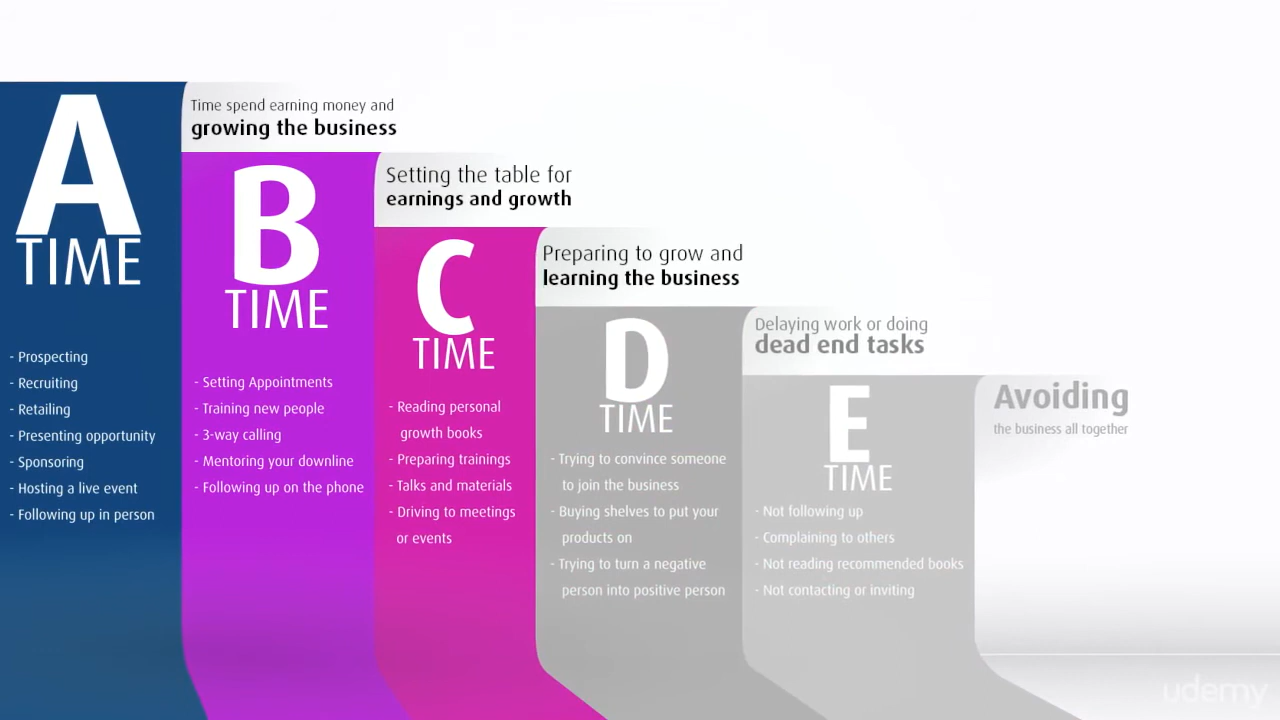 A
TIME
- Prospecting
- Recruiting
- Retailing
- Presenting opportunity
- Sponsoring
- Hosting a live event
- Following up in person
Time spend earning money and
growing the business
B
TIME
- Setting Appointments
- Training new people
- 3-way calling
- Mentoring your downline
- Following up on the phone
Setting the table for
earnings and growth
C
TIME
- Reading personal
growth books
- Preparing trainings
- Talks and materials
- Driving to meetings
or events
Preparing to grow and
learning the business
D
TIME
- Trying to convince someone
to join the business
- Buying shelves to put your
products on
- Trying to turn a negative
person into positive person
Delaying work or doing
dead end tasks
E
TIME
- Not following up
- Complaining to others
- Not reading recommended books
- Not contacting or inviting
Avoiding
the business all together
udemy